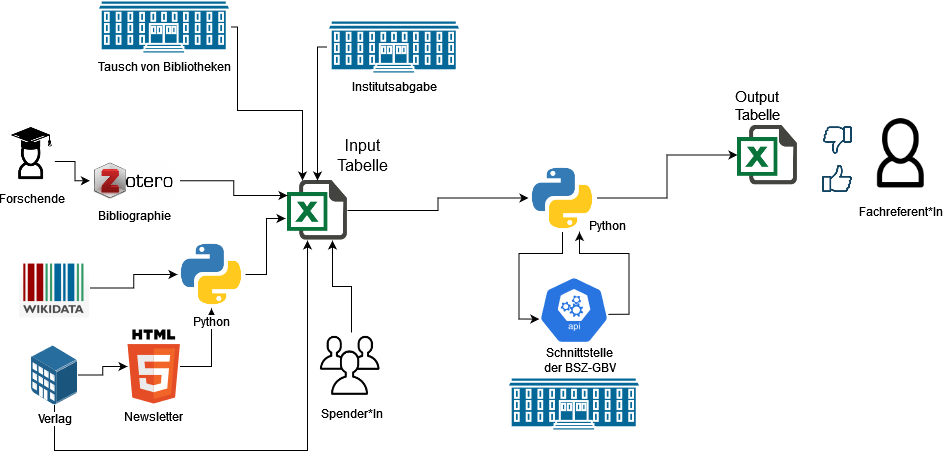 Tausch von Bibliotheken
Institutsabgabe
Output
Tabelle
X
Input
Tabelle
Forschende
Zotero
Bibliographie
X
Python
Fachreferent*In
WIKIDATA
Python
api
HTML
5
Schnittstelle
der BSZ-GBV
Verlag
Newsletter
Spender*In